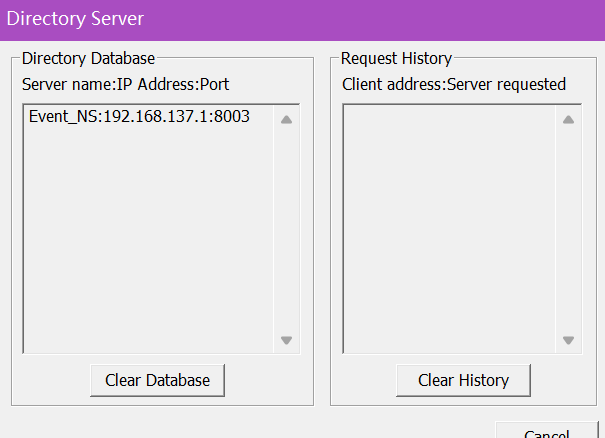 Directory Server
Directory Database
Server name:IP Address:Port
Event_NS:192.168.137.1:8003
Clear Database
Request History
Client address:Server requested
Clear History
Cancel